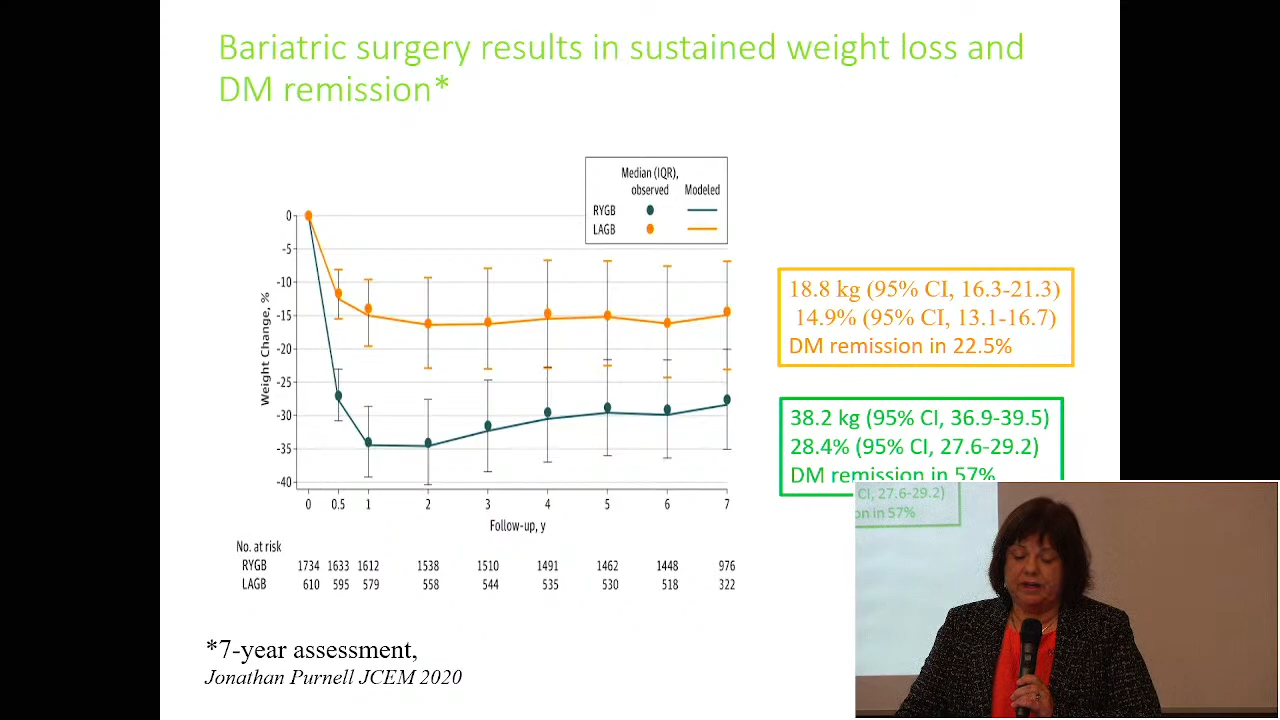 Bariatric surgery results in sustained weight loss and
DM remission*
Median (IQR),
observed Modeled
RYGB
LAGB
0
-5
-10
-15
-20
-25
-30
-35
-40
Weight Change, %
0 0.5 1 2 3 4 5 6 7
Follow-up, y
No. at risk
RYGB 1734 1633 1612 1538 1510 1491 1462 1448 976
LAGB 610 595 579 558 544 535 530 518 322
18.8 kg (95% CI, 16.3-21.3)
14.9% (95% CI, 13.1-16.7)
DM remission in 22.5%
38.2 kg (95% CI, 36.9-39.5)
28.4% (95% CI, 27.6-29.2)
DM remission in 57%
CI, 27.6-29.2)
on in 57%
*7-year assessment,
Jonathan Purnell JCEM 2020